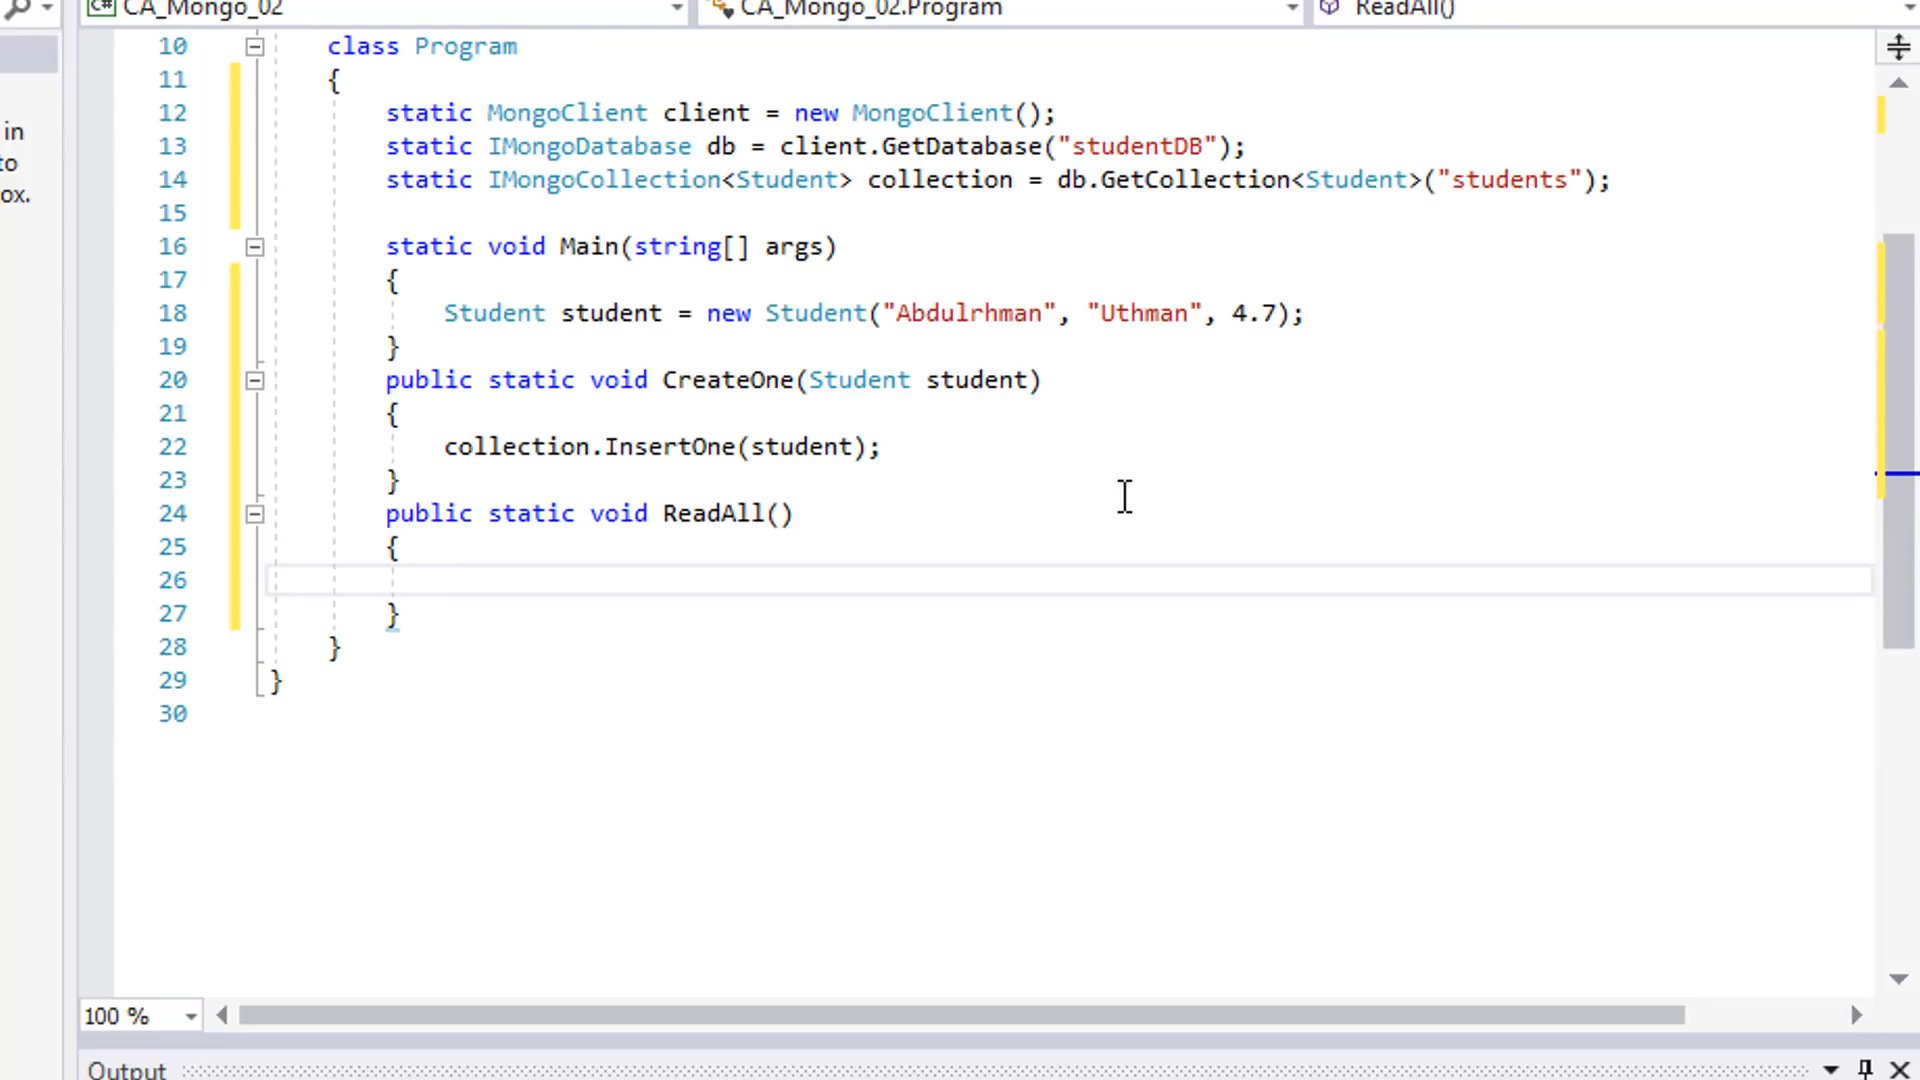 C# CA_Mongo_02 CA_Mongo_02.Program ReadAll()
in
to
ox.
10 class Program
11 {
12 static MongoClient client = new MongoClient();
13 static IMongoDatabase db = client.GetDatabase("studentDB");
14 static IMongoCollection<Student> collection = db.GetCollection<Student>("students");
15
16 static void Main(string[] args)
17 {
18 Student student = new Student("Abdulrhman", "Uthman", 4.7);
19 }
20 public static void CreateOne(Student student)
21 {
22 collection.InsertOne(student);
23 }
24 public static void ReadAll()
25 {
26
27 }
28 }
29 }
30
100 %
Output